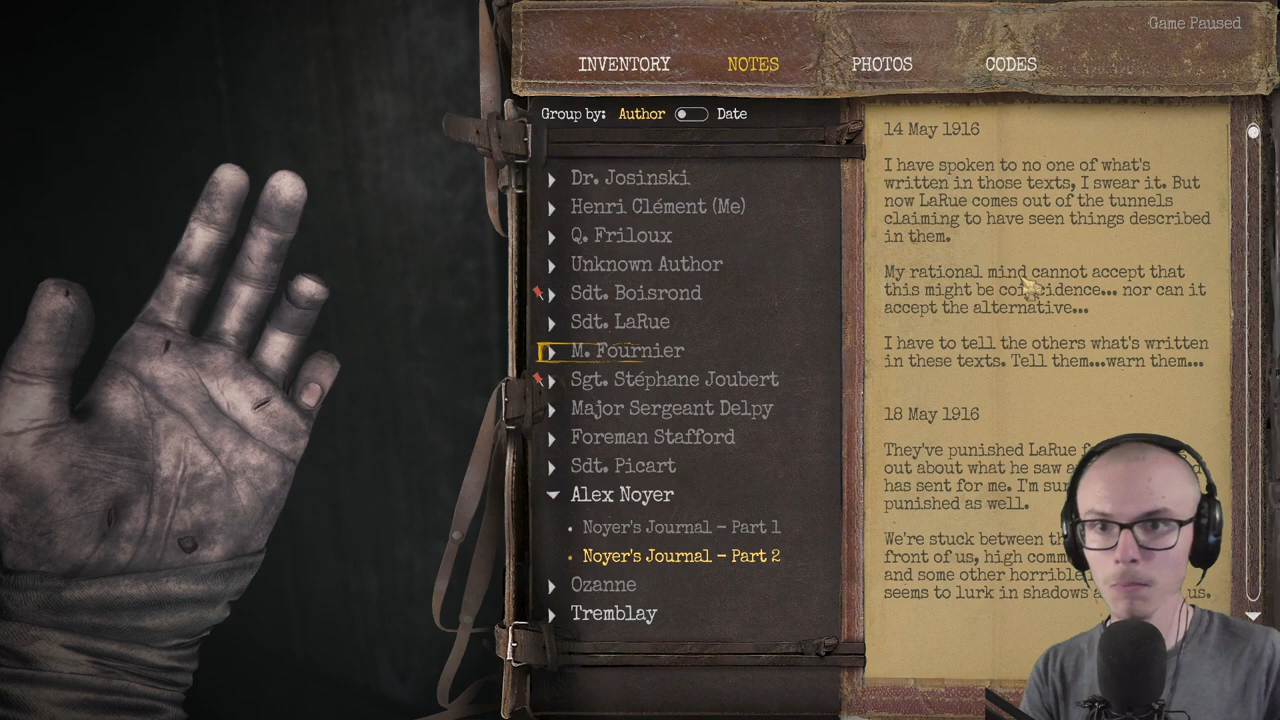 Game Paused
INVENTORY NOTES PHOTOS CODES
Group by: Author Date
Dr. Josinski
Henri Clément (Me)
Q. Friloux
Unknown Author
Sdt. Boisrond
Sdt. LaRue
M. Fournier
Sgt. Stéphane Joubert
Major Sergeant Delpy
Foreman Stafford
Sdt. Picart
Alex Noyer
Noyer's Journal - Part 1
Noyer's Journal - Part 2
Ozanne
Tremblay
14 May 1916
I have spoken to no one of what's
written in those texts, I swear it. But
now LaRue comes out of the tunnels
claiming to have seen things described
in them.
My rational mind cannot accept that
this might be coincidence... nor can it
accept the alternative...
I have to tell the others what's written
in these texts. Tell them...warn them...
18 May 1916
They've punished LaRue
out about what he saw
has sent for me. I'm
punished as well.
We're stuck between
front of us, high
and some other horrible
seems to lurk in shadows us.